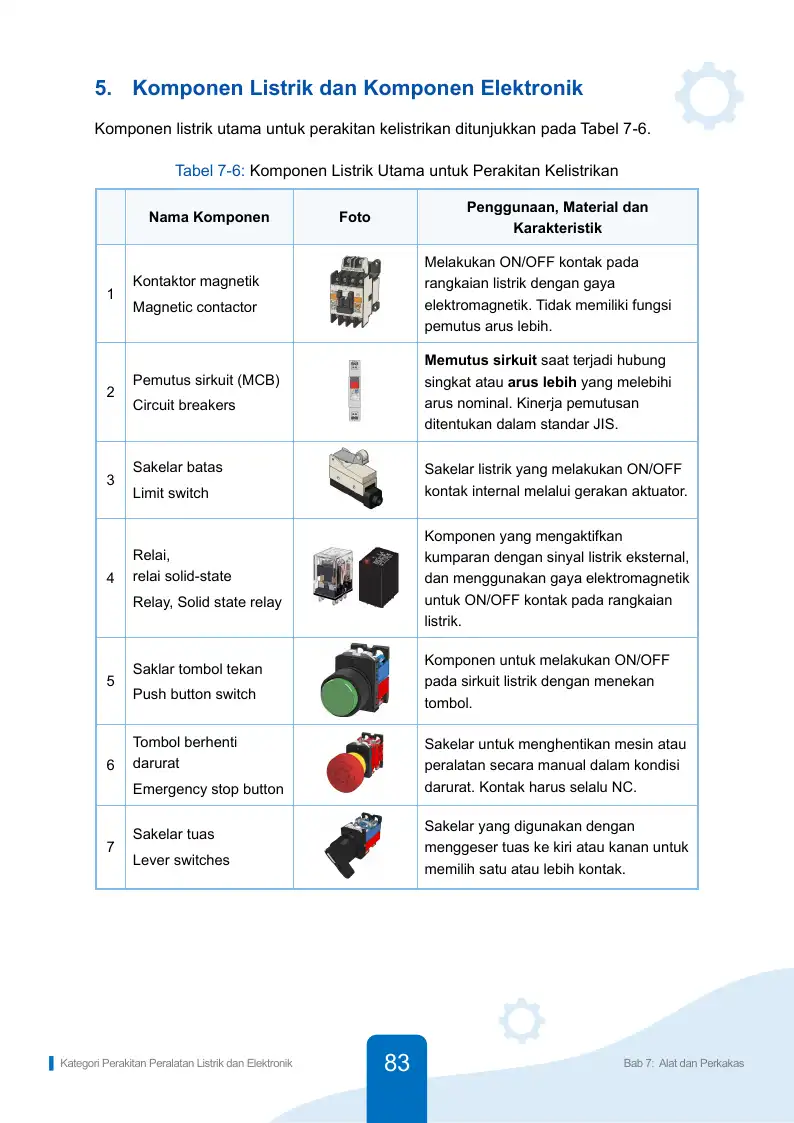 5. Komponen Listrik dan Komponen Elektronik
Komponen listrik utama untuk perakitan kelistrikan ditunjukkan pada Tabel 7-6.
Tabel 7-6: Komponen Listrik Utama untuk Perakitan Kelistrikan
Nama Komponen
Foto
Penggunaan, Material dan
Karakteristik
1
Kontaktor magnetik
Magnetic contactor
Melakukan ON/OFF kontak pada
rangkaian listrik dengan gaya
elektromagnetik. Tidak memiliki fungsi
pemutus arus lebih.
2
Pemutus sirkuit (MCB)
Circuit breakers
Memutus sirkuit saat terjadi hubung
singkat atau arus lebih yang melebihi
arus nominal. Kinerja pemutusan
ditentukan dalam standar JIS.
3
Sakelar batas
Limit switch
Sakelar listrik yang melakukan ON/OFF
kontak internal melalui gerakan aktuator.
4
Relai,
relai solid-state
Relay, Solid state relay
Komponen yang mengaktifkan
kumparan dengan sinyal listrik eksternal,
dan menggunakan gaya elektromagnetik
untuk ON/OFF kontak pada rangkaian
listrik.
5
Saklar tombol tekan
Push button switch
Komponen untuk melakukan ON/OFF
pada sirkuit listrik dengan menekan
tombol.
6
Tombol berhenti
darurat
Emergency stop button
Sakelar untuk menghentikan mesin atau
peralatan secara manual dalam kondisi
darurat. Kontak harus selalu NC.
7
Sakelar tuas
Lever switches
Sakelar yang digunakan dengan
menggeser tuas ke kiri atau kanan untuk
memilih satu atau lebih kontak.
Kategori Perakitan Peralatan Listrik dan Elektronik
83
Bab 7: Alat dan Perkakas